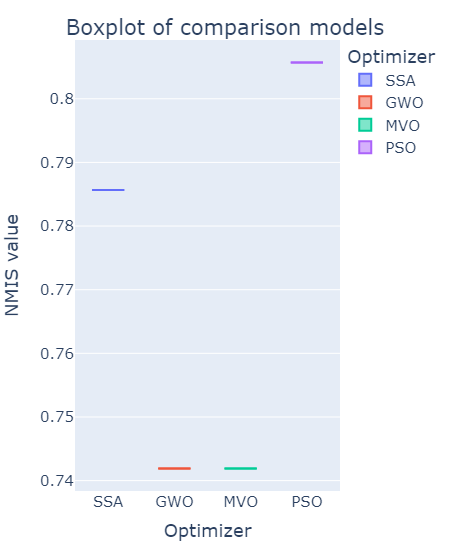 Boxplot of comparison models
Optimizer
SSA
GWO
MVO
PSO
NMIS value
0.8
0.79
0.78
0.77
0.76
0.75
0.74
SSA GWO MVO PSO
Optimizer